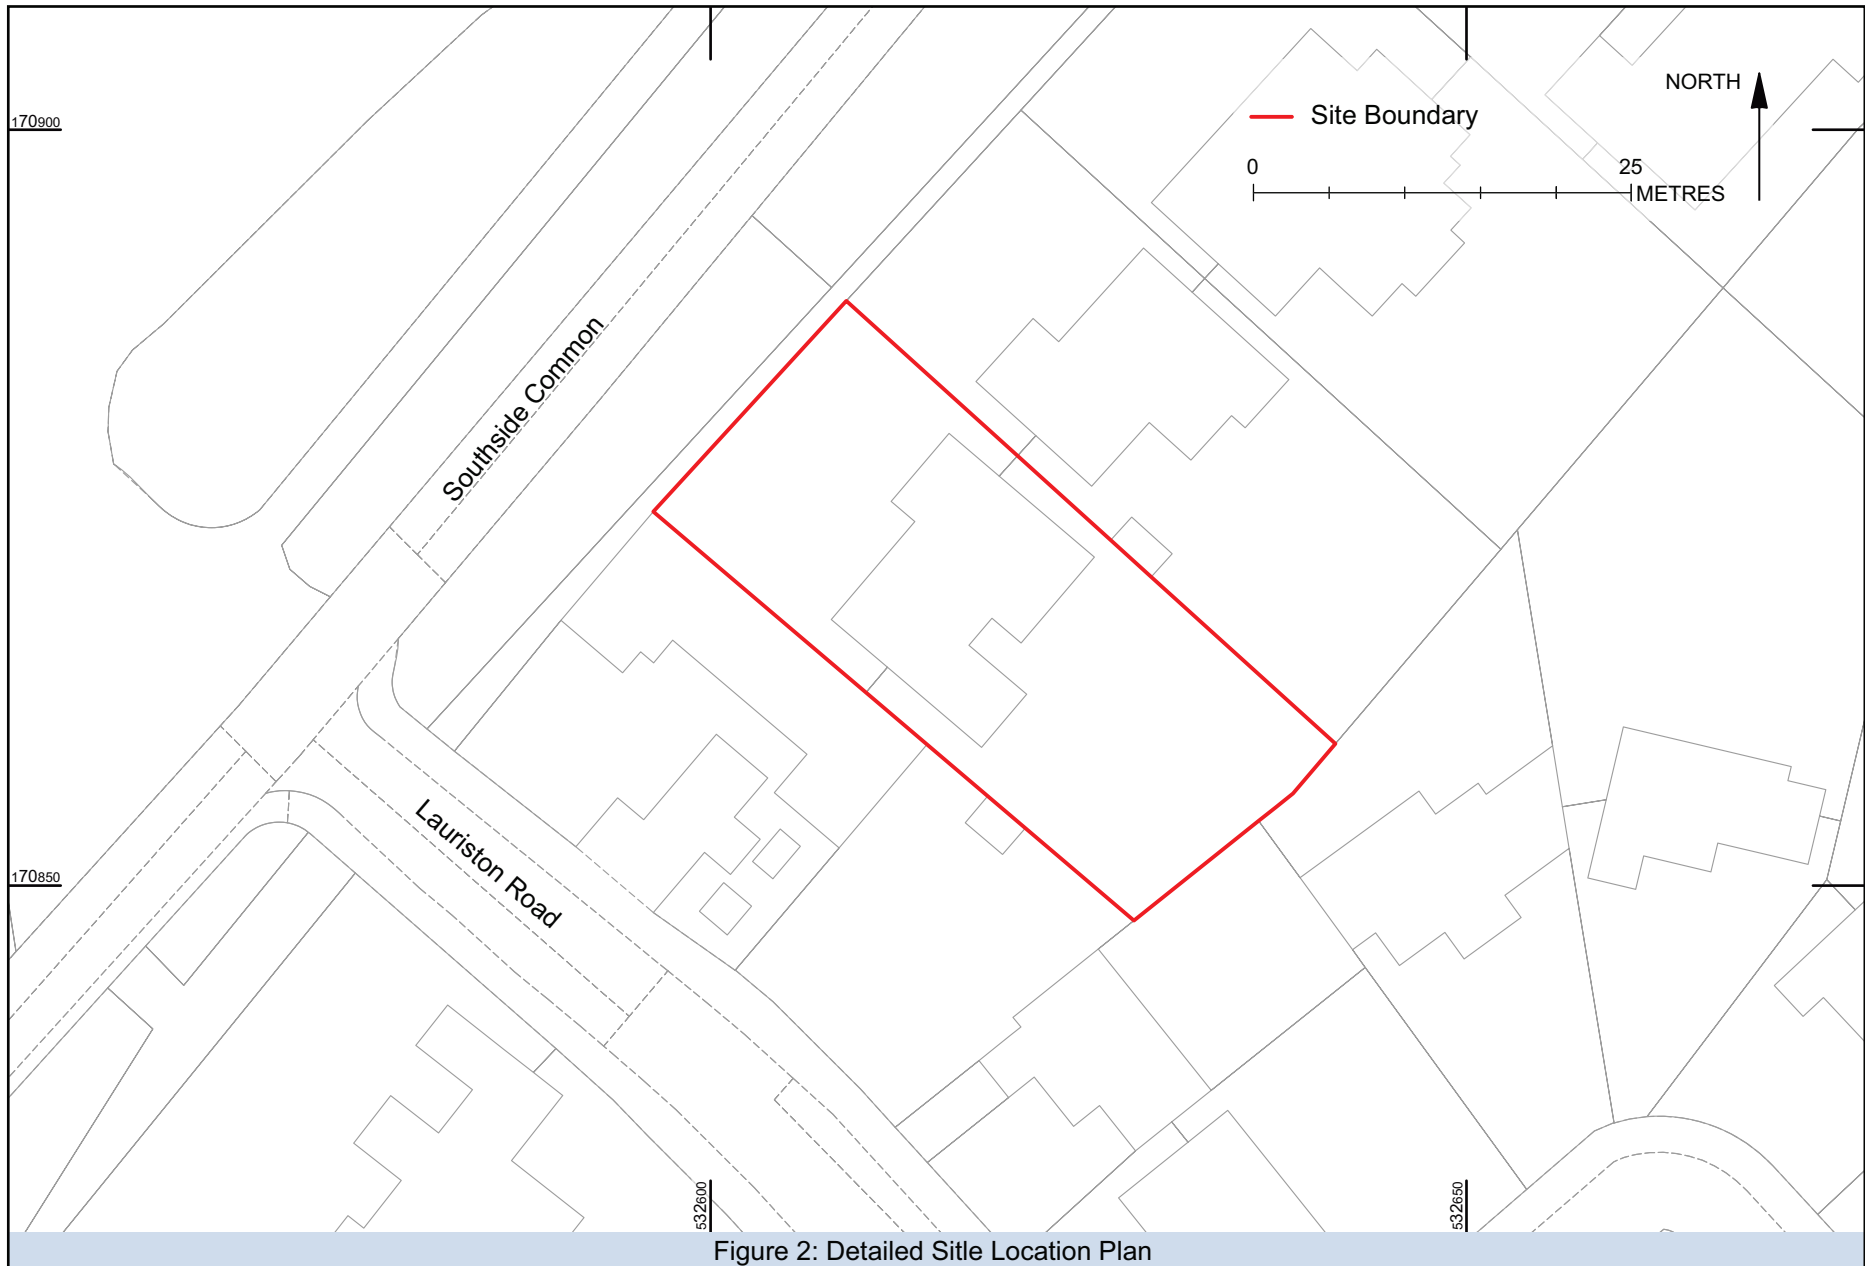 NORTH
Site Boundary
170900
0 25
METRES
Southside Common
Lauriston Road
170850
532600
532650
Figure 2: Detailed Sitle Location Plan